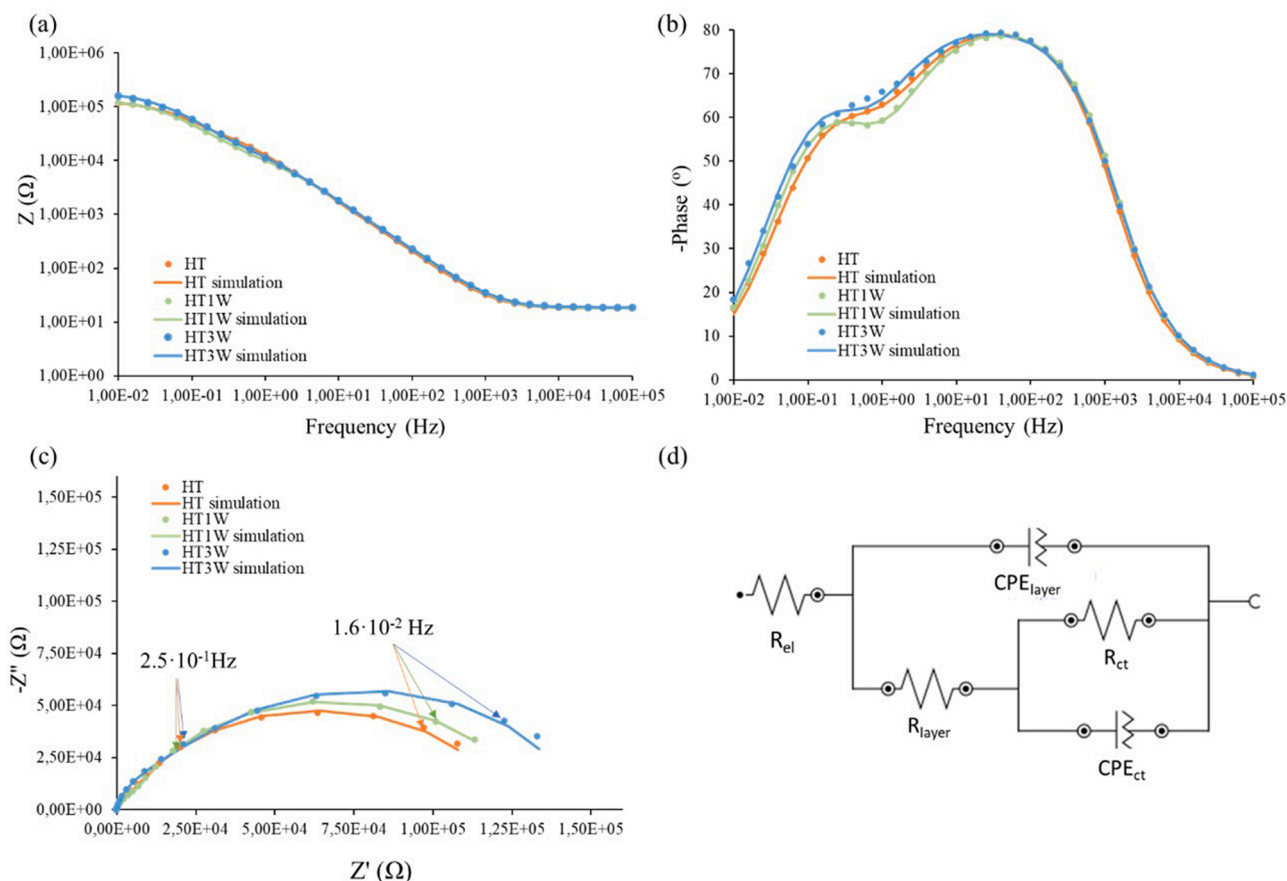 (a)
1,00E+06
1,00E+05
1,00E+04
1,00E+03
1,00E+02
1,00E+01
1,00E+00
Z (Ω)
HT
HT simulation
HT1W
HT1W simulation
HT3W
HT3W simulation
1,00E-02 1,00E-01 1,00E+00 1,00E+01 1,00E+02 1,00E+03 1,00E+04 1,00E+05
Frequency (Hz)
(b)
80
70
60
50
40
30
20
10
0
-Phase (º)
HT
HT simulation
HT1W
HT1W simulation
HT3W
HT3W simulation
1,00E-02 1,00E-01 1,00E+00 1,00E+01 1,00E+02 1,00E+03 1,00E+04 1,00E+05
Frequency (Hz)
(c)
1,50E+05
1,25E+05
1,00E+05
7,50E+04
5,00E+04
2,50E+04
0,00E+00
-Z" (Ω)
HT
HT simulation
HT1W
HT1W simulation
HT3W
HT3W simulation
2.5·10-1Hz
1.6·10-2 Hz
0,00E+00 2,50E+04 5,00E+04 7,50E+04 1,00E+05 1,25E+05 1,50E+05
Z' (Ω)
(d)
CPElayer
Rel
Rct
Rlayer
CPEct